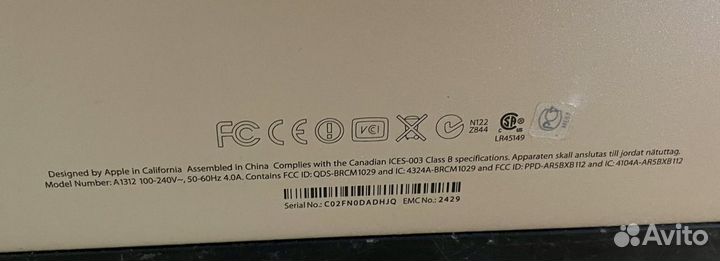 FC CE VCI N122
Z844
LR45149
Designed by Apple in California Assembled in China Complies with the Canadian ICES-003 Class B specifications. Apparaten skall anslutas till jordat nätuttag.
Model Number: A1312 100-240V~, 50-60Hz 4.0A. Contains FCC ID: QDS-BRCM1029 and IC: 4324A-BRCM1029 and FCC ID: PPD-AR5BXB112 and IC: 4104A-AR5BXB112
Serial No.: C02FN0DADHJQ EMC No.: 2429
Avito